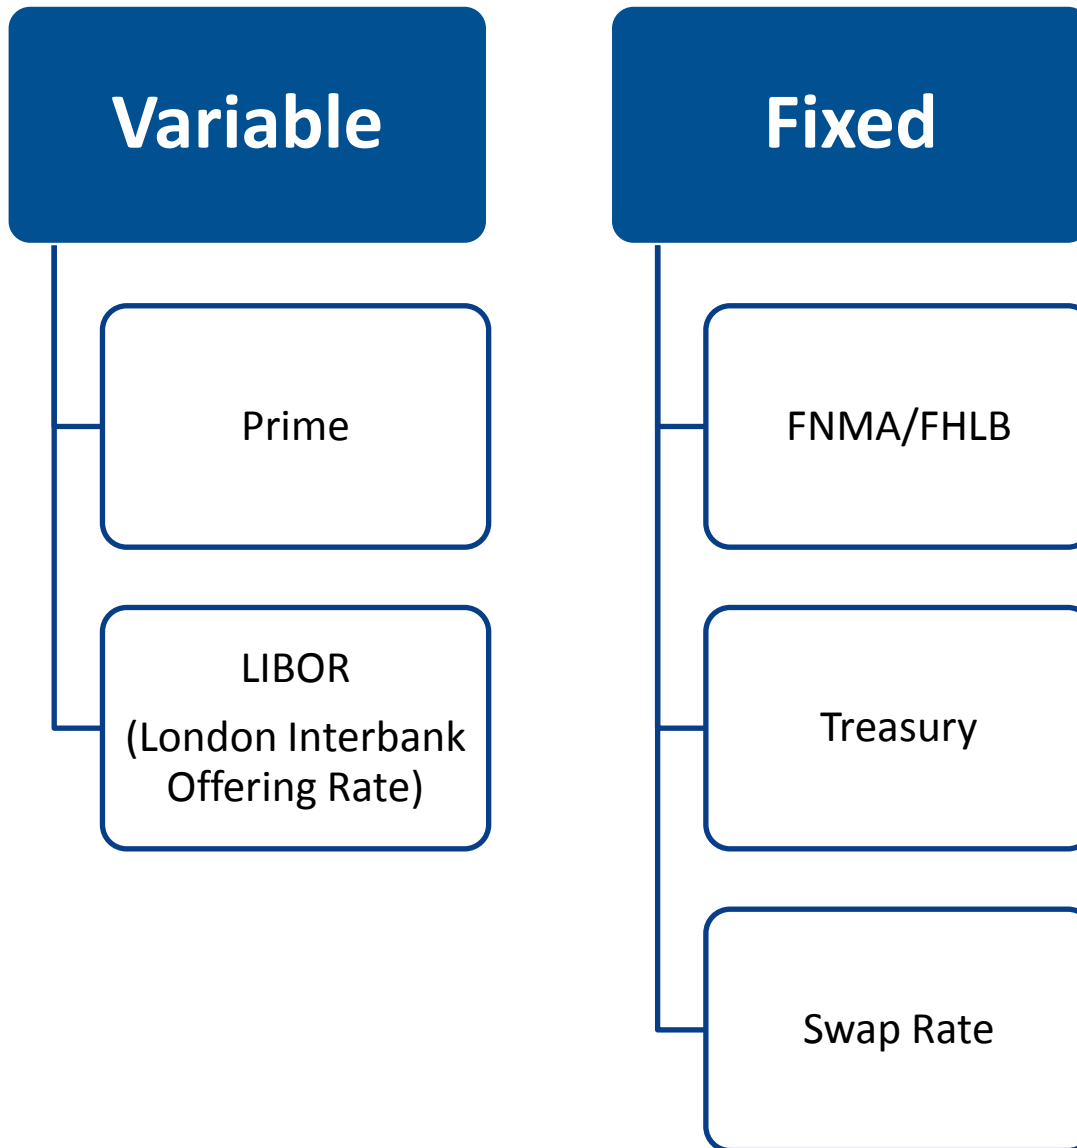 Variable
Prime
LIBOR
(London Interbank
Offering Rate)
Fixed
FNMA/FHLB
Treasury
Swap Rate